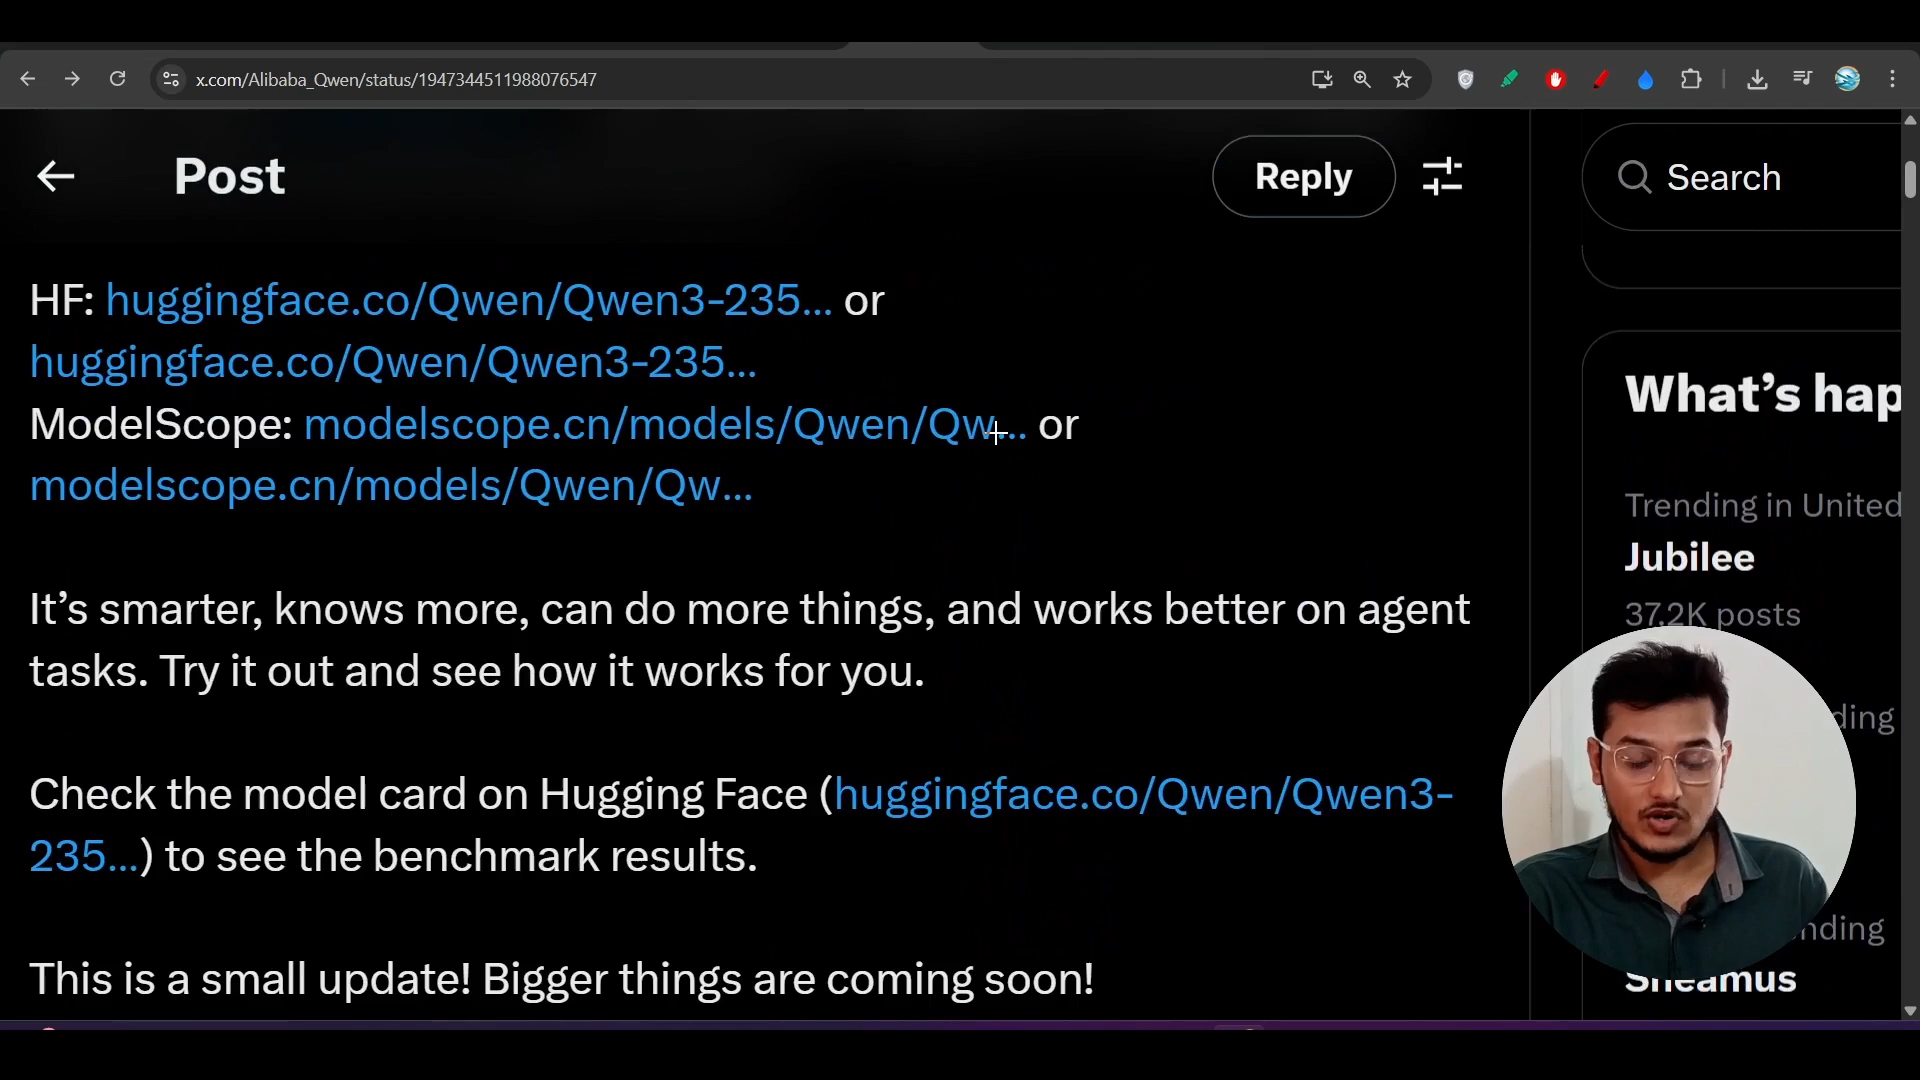 x.com/Alibaba_Qwen/status/1947344511988076547
Post
Reply
Search
HF: huggingface.co/Qwen/Qwen3-235… or
huggingface.co/Qwen/Qwen3-235…
ModelScope: modelscope.cn/models/Qwen/Qw… or
modelscope.cn/models/Qwen/Qw…
It’s smarter, knows more, can do more things, and works better on agent
tasks. Try it out and see how it works for you.
Check the model card on Hugging Face (huggingface.co/Qwen/Qwen3-
235…) to see the benchmark results.
This is a small update! Bigger things are coming soon!
What’s hap
Trending in United
Jubilee
37.2K posts
ding
nding
Sheamus